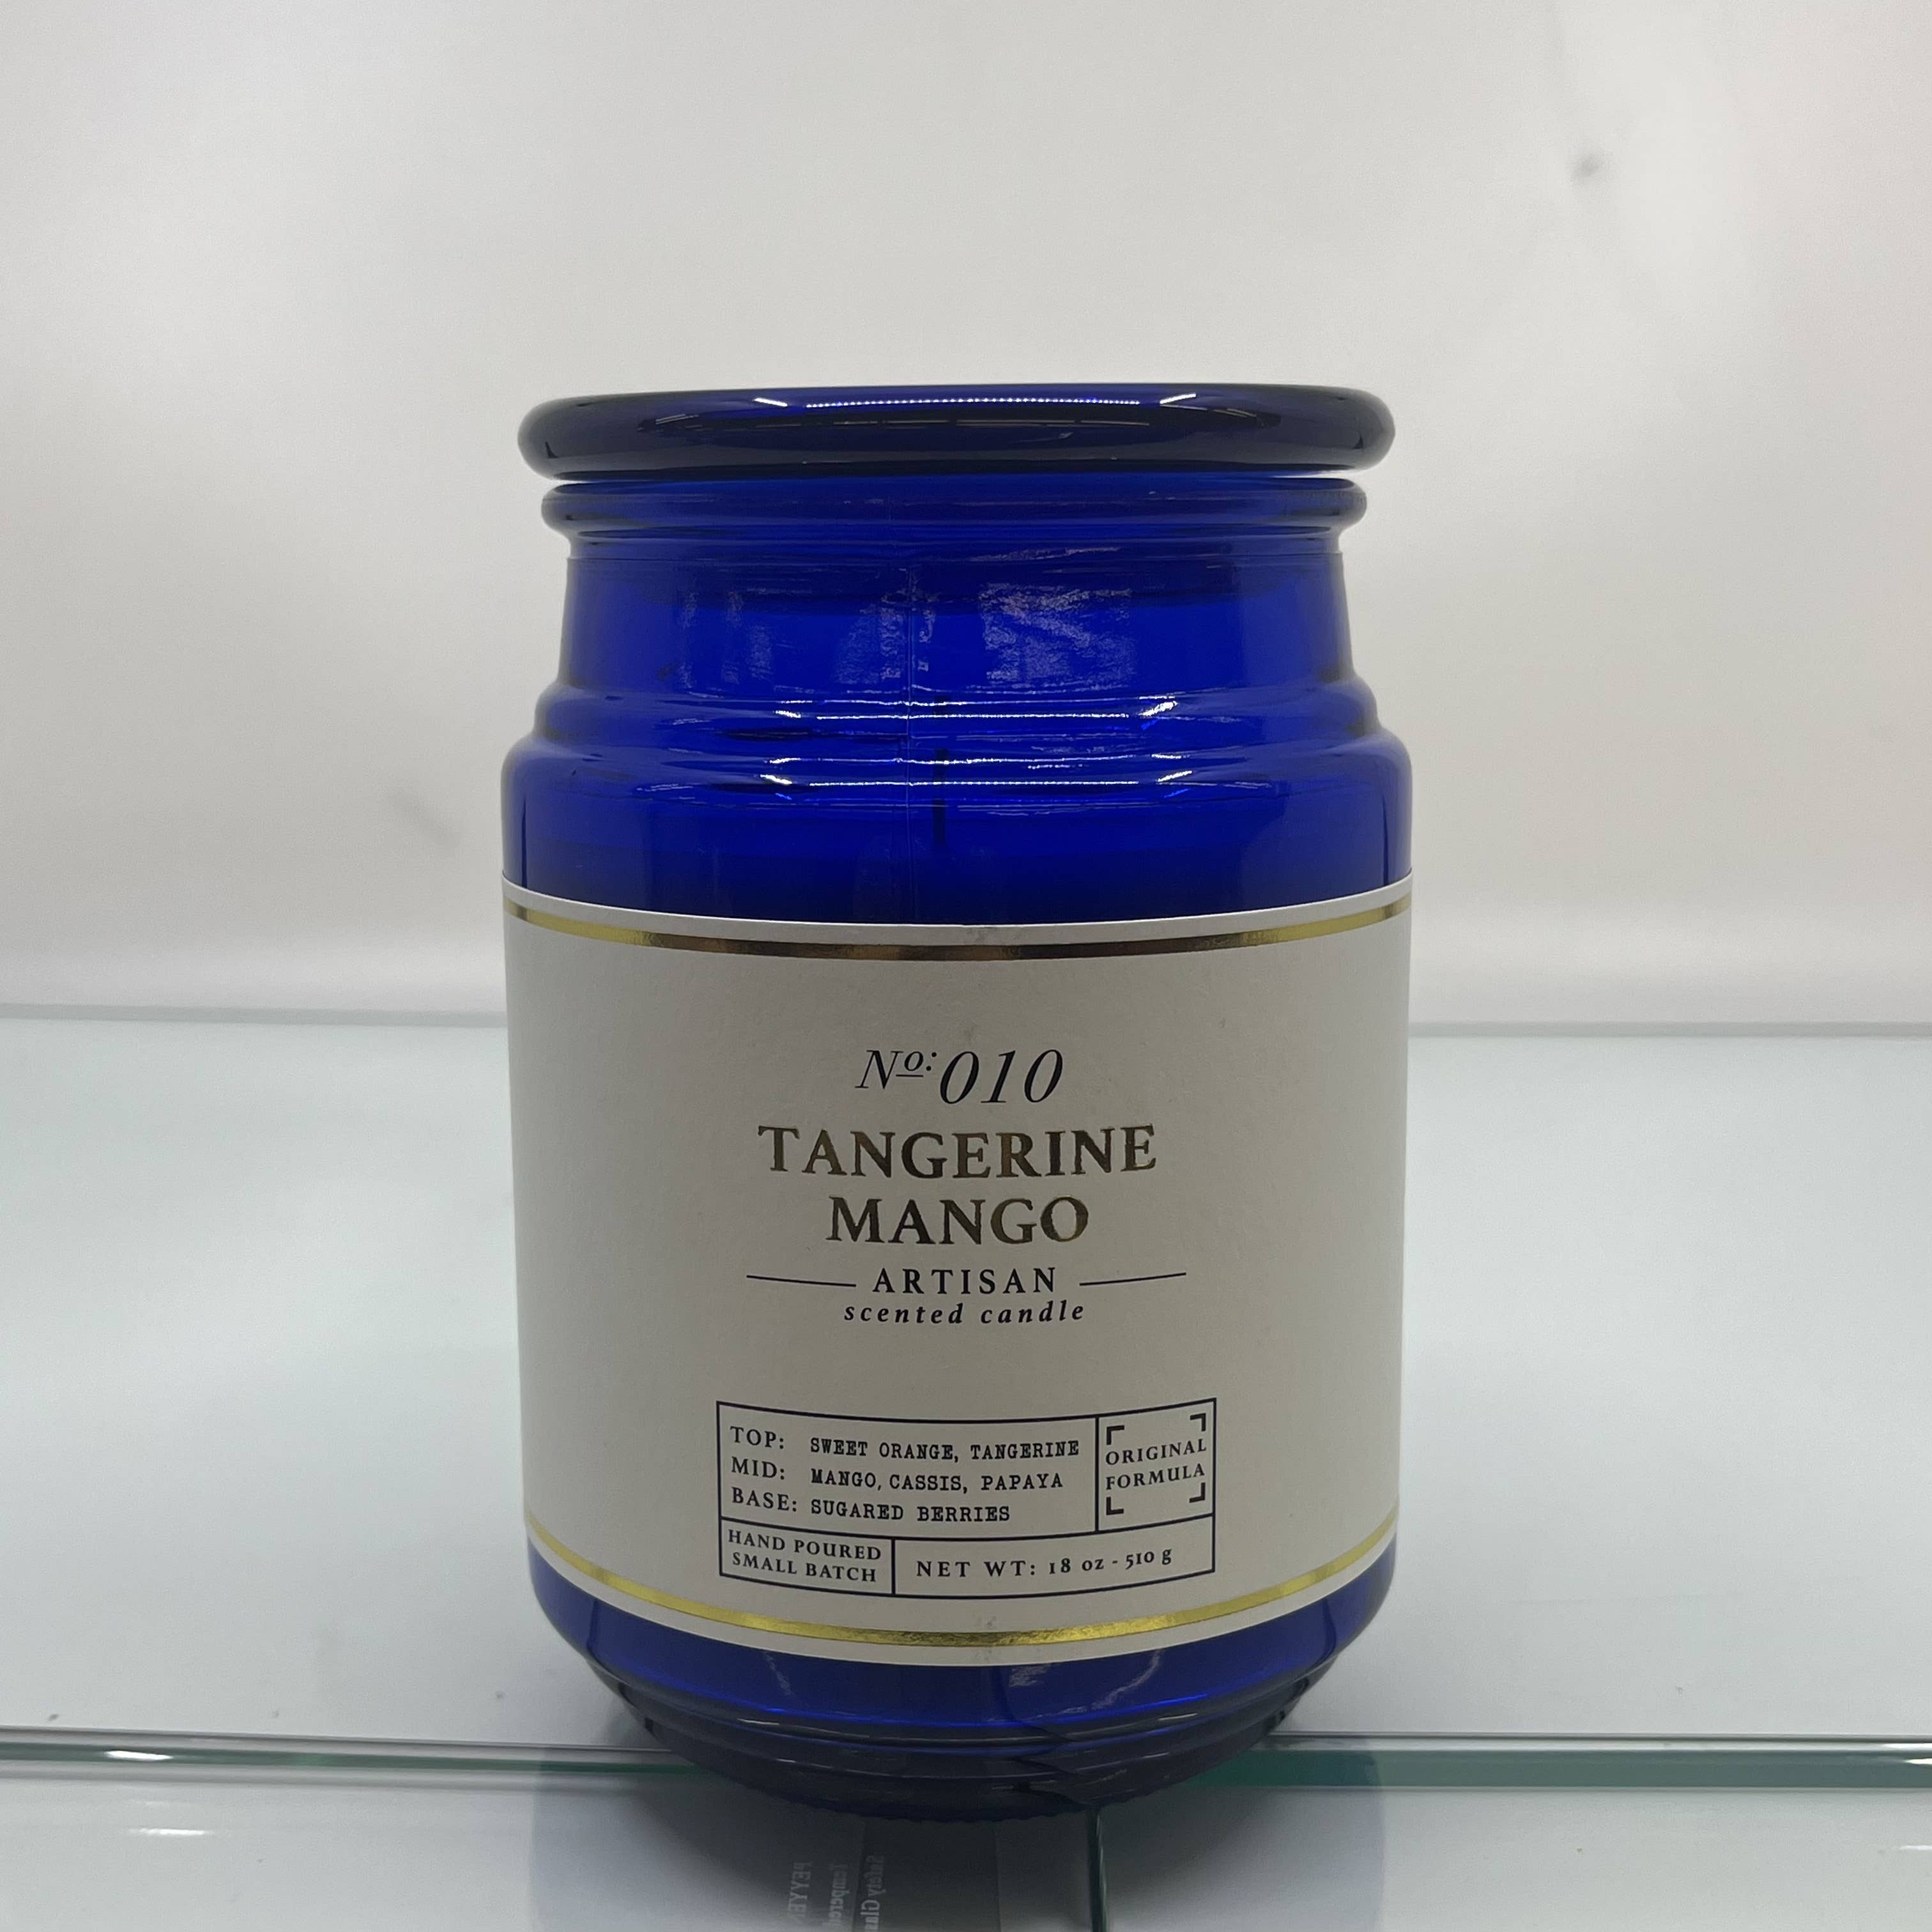 Nº: 010
TANGERINE
MANGO
ARTISAN
scented candle
TOP: SWEET ORANGE, TANGERINE
MID: MANGO, CASSIS, PAPAYA
BASE: SUGARED BERRIES
ORIGINAL
FORMULA
HAND POURED
SMALL BATCH
NET WT: 18 oz - 510 g